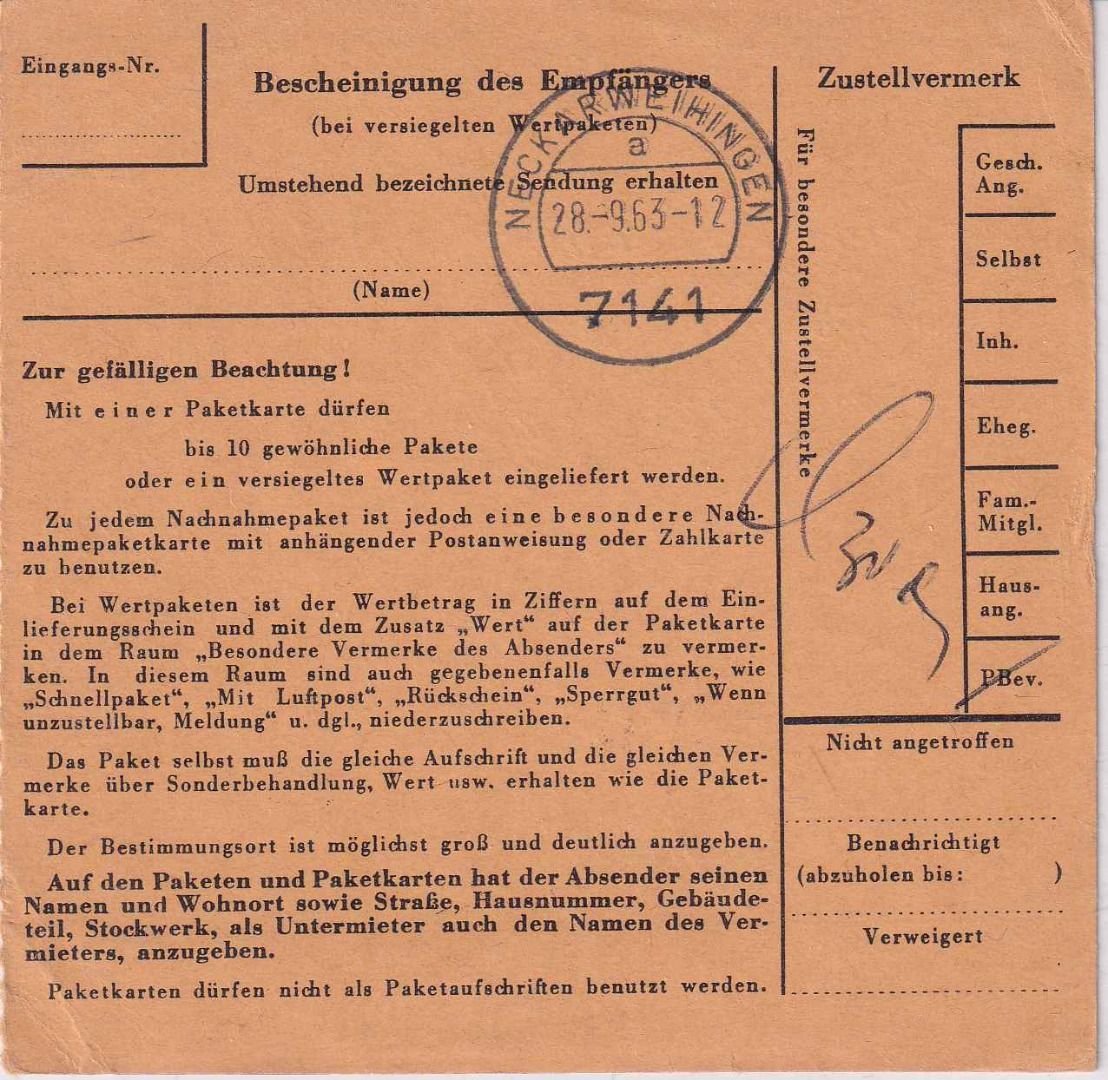 Eingangs-Nr.
Bescheinigung des Empfängers
(bei versiegelten Wertpaketen)
Umstehend bezeichnete Sendung erhalten
(Name)
NECKARWEIHINGEN
a
28.-9.63-12
7141
Zur gefälligen Beachtung!
Mit einer Paketkarte dürfen
bis 10 gewöhnliche Pakete
oder ein versiegeltes Wertpaket eingeliefert werden.
Zu jedem Nachnahmepaket ist jedoch eine besondere Nach-
nahmepaketkarte mit anhängender Postanweisung oder Zahlkarte
zu benutzen.
Bei Wertpaketen ist der Wertbetrag in Ziffern auf dem Ein-
lieferungsschein und mit dem Zusatz „Wert“ auf der Paketkarte
in dem Raum „Besondere Vermerke des Absenders“ zu vermer-
ken. In diesem Raum sind auch gegebenenfalls Vermerke, wie
„Schnellpaket“, „Mit Luftpost“, „Rückschein“, „Sperrgut“, „Wenn
unzustellbar, Meldung“ u. dgl., niederzuschreiben.
Das Paket selbst muß die gleiche Aufschrift und die gleichen Ver-
merke über Sonderbehandlung, Wert usw. erhalten wie die Paket-
karte.
Der Bestimmungsort ist möglichst groß und deutlich anzugeben.
Auf den Paketen und Paketkarten hat der Absender seinen
Namen und Wohnort sowie Straße, Hausnummer, Gebäude-
teil, Stockwerk, als Untermieter auch den Namen des Ver-
mieters, anzugeben.
Paketkarten dürfen nicht als Paketaufschriften benutzt werden.
Zustellvermerk
Für besondere Zustellvermerke
Gesch.
Ang.
Selbst
Inh.
Eheg.
Fam.-
Mitgl.
Haus-
ang.
PBev.
Nicht angetroffen
Benachrichtigt
(abzuholen bis: )
Verweigert